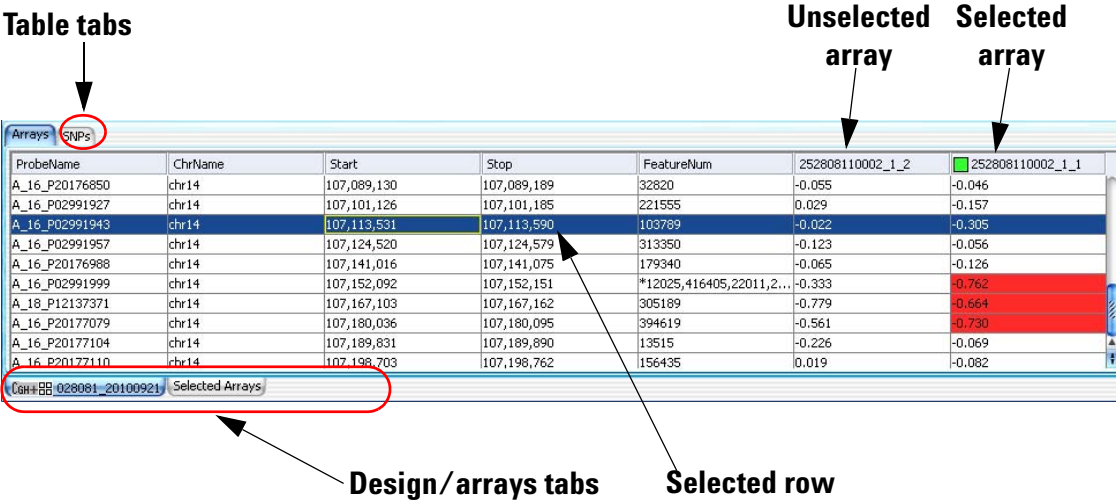 Table tabs
Unselected array
Selected array
Arrays SNPs
ProbeName ChrName Start Stop FeatureNum 252808110002_1_2 252808110002_1_1
A_16_P20176850 chr14 107,089,130 107,089,189 32820 -0.055 -0.046
A_16_P02991927 chr14 107,101,126 107,101,185 221555 0.029 -0.157
A_16_P02991943 chr14 107,113,531 107,113,590 103789 -0.022 -0.305
A_16_P02991957 chr14 107,124,520 107,124,579 313350 -0.123 -0.056
A_16_P20176988 chr14 107,141,016 107,141,075 179340 -0.065 -0.126
A_16_P02991999 chr14 107,152,092 107,152,151 *12025,416405,22011,2... -0.333 -0.762
A_18_P12137371 chr14 107,167,103 107,167,162 305189 -0.779 -0.664
A_16_P20177079 chr14 107,180,036 107,180,095 394619 -0.561 -0.730
A_16_P20177104 chr14 107,189,831 107,189,890 13515 -0.226 -0.069
A_16_P20177110 chr14 107,198,703 107,198,762 156435 0.019 -0.082
CGH+ 028081_20100921 Selected Arrays
Design/arrays tabs
Selected row